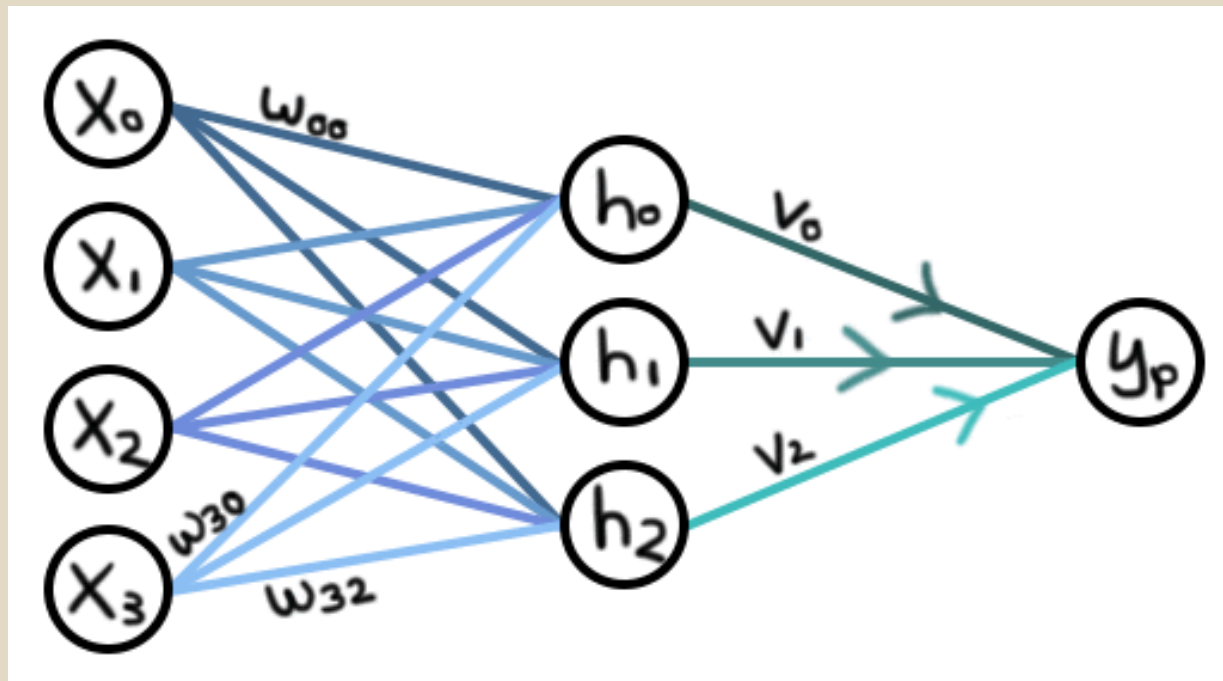 X₀
W₀₀
h₀
V₀
X₁
h₁
V₁
yₚ
X₂
h₂
V₂
W₃₀
X₃
W₃₂